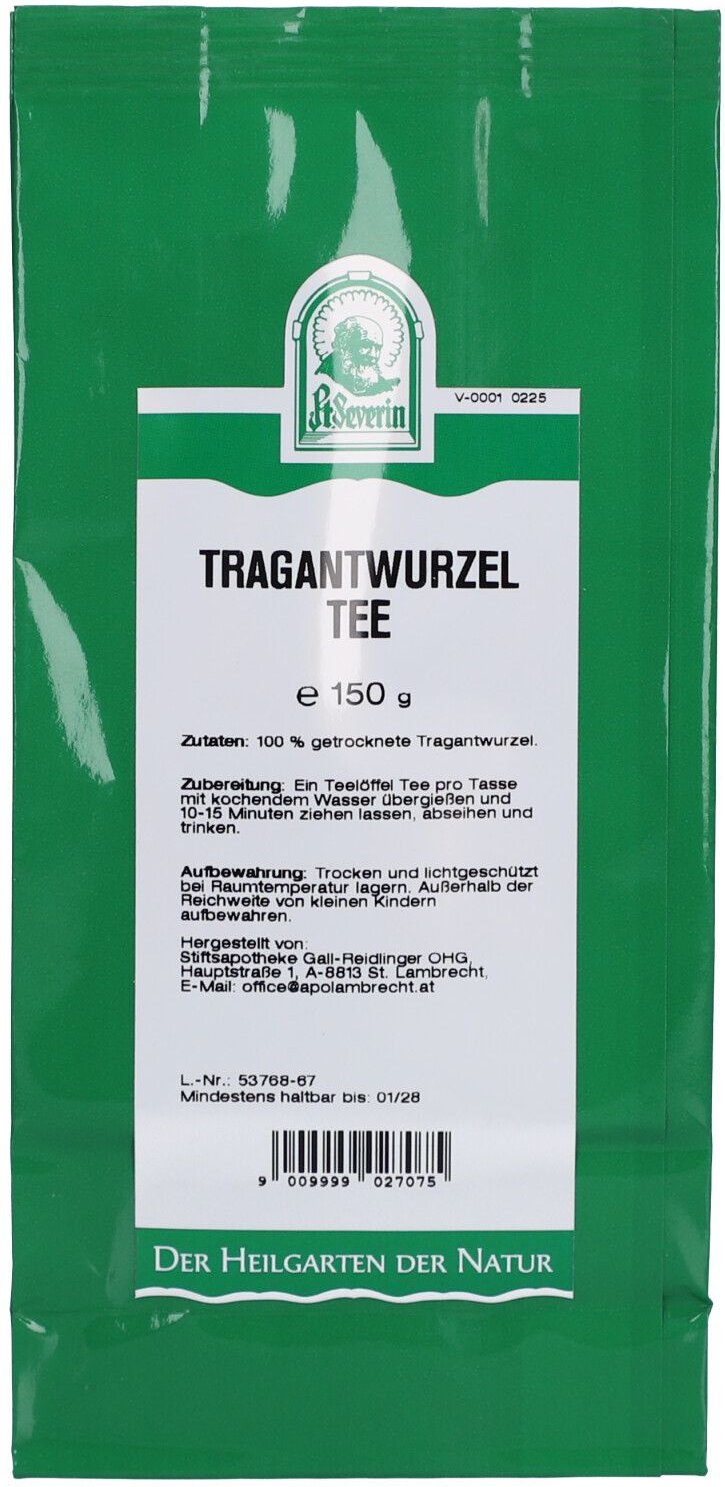 St.Severin
V-0001 0225
TRAGANTWURZEL
TEE
℮ 150 g
Zutaten: 100 % getrocknete Tragantwurzel.
Zubereitung: Ein Teelöffel Tee pro Tasse
mit kochendem Wasser übergießen und
10-15 Minuten ziehen lassen, abseihen und
trinken.
Aufbewahrung: Trocken und lichtgeschützt
bei Raumtemperatur lagern. Außerhalb der
Reichweite von kleinen Kindern
aufbewahren.
Hergestellt von:
Stiftsapotheke Gall-Reidlinger OHG,
Hauptstraße 1, A-8813 St. Lambrecht,
E-Mail: office@apolambrecht.at
L.-Nr.: 53768-67
Mindestens haltbar bis: 01/28
9 009999 027075
DER HEILGARTEN DER NATUR